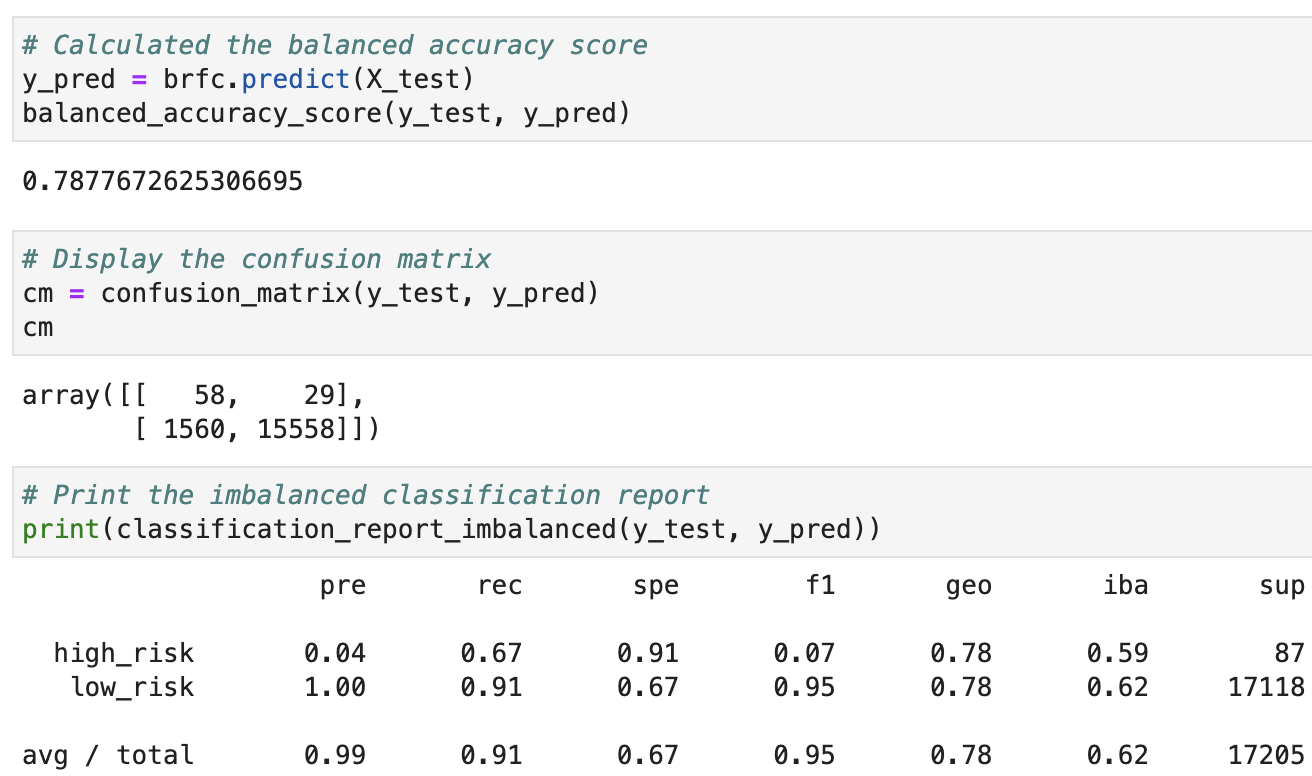 # Calculated the balanced accuracy score
y_pred = brfc.predict(X_test)
balanced_accuracy_score(y_test, y_pred)
0.7877672625306695
# Display the confusion matrix
cm = confusion_matrix(y_test, y_pred)
cm
array([[   58,    29],
       [ 1560, 15558]])
# Print the imbalanced classification report
print(classification_report_imbalanced(y_test, y_pred))
                   pre       rec       spe        f1       geo       iba       sup
  high_risk       0.04      0.67      0.91      0.07      0.78      0.59        87
   low_risk       1.00      0.91      0.67      0.95      0.78      0.62     17118
avg / total       0.99      0.91      0.67      0.95      0.78      0.62     17205